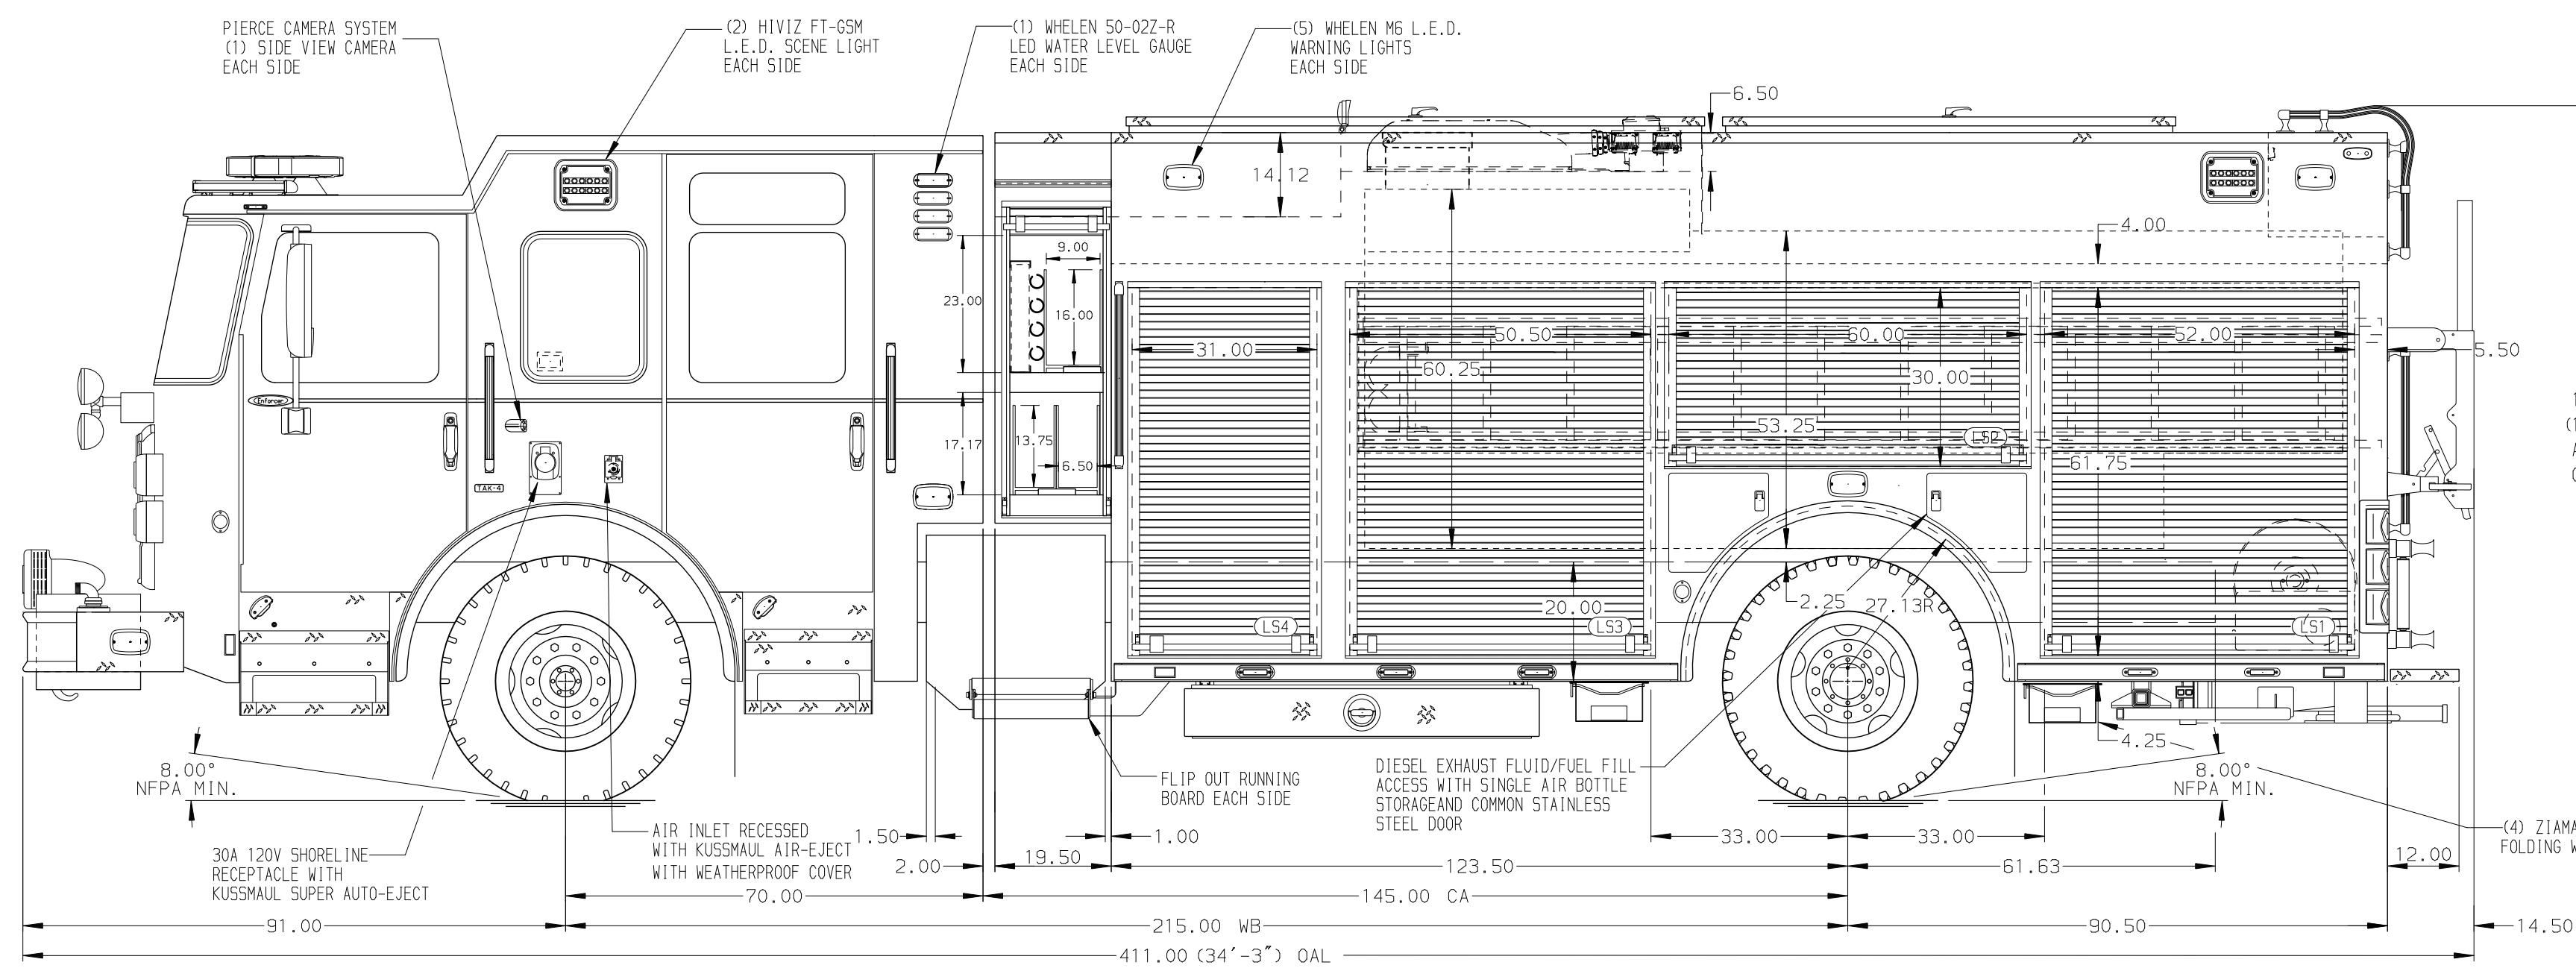 PIERCE CAMERA SYSTEM
(1) SIDE VIEW CAMERA
EACH SIDE
(2) HIVIZ FT-GSM
L.E.D. SCENE LIGHT
EACH SIDE
(1) WHELEN 50-02Z-R
LED WATER LEVEL GAUGE
EACH SIDE
(5) WHELEN M6 L.E.D.
WARNING LIGHTS
EACH SIDE
6.50
14.12
4.00
9.00
23.00
16.00
31.00
50.50
60.00
52.00
5.50
60.25
30.00
Enforcer
53.25
LS2
17.17
13.75
6.50
61.75
TAK-4
2.25
27.13R
20.00
LS4
LS3
LS1
4.25
8.00°
NFPA MIN.
FLIP OUT RUNNING
BOARD EACH SIDE
DIESEL EXHAUST FLUID/FUEL FILL
ACCESS WITH SINGLE AIR BOTTLE
STORAGEAND COMMON STAINLESS
STEEL DOOR
8.00°
NFPA MIN.
30A 120V SHORELINE
RECEPTACLE WITH
KUSSMAUL SUPER AUTO-EJECT
AIR INLET RECESSED
WITH KUSSMAUL AIR-EJECT
WITH WEATHERPROOF COVER
1.50
1.00
33.00
33.00
(4) ZIAMA
FOLDING W
2.00
19.50
123.50
61.63
12.00
70.00
145.00 CA
91.00
215.00 WB
90.50
14.50
411.00 (34'-3") OAL